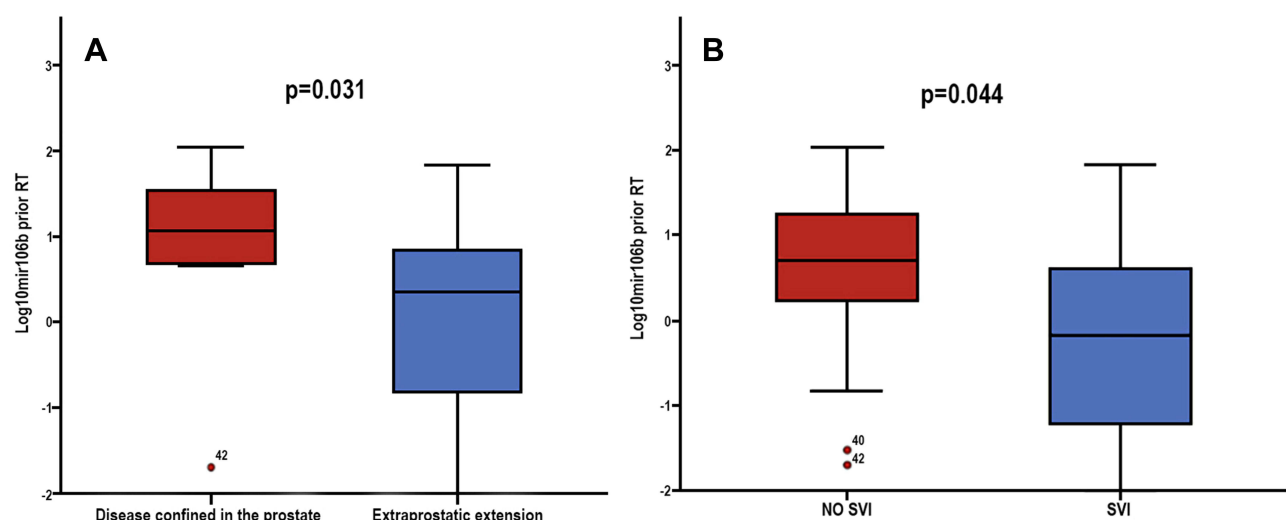 A
p=0.031
Log10mir106b prior RT
3
2
1
0
-1
-2
42
Disease confined in the prostate
Extraprostatic extension
B
p=0.044
Log10mir106b prior RT
3
2
1
0
-1
-2
40
42
NO SVI
SVI